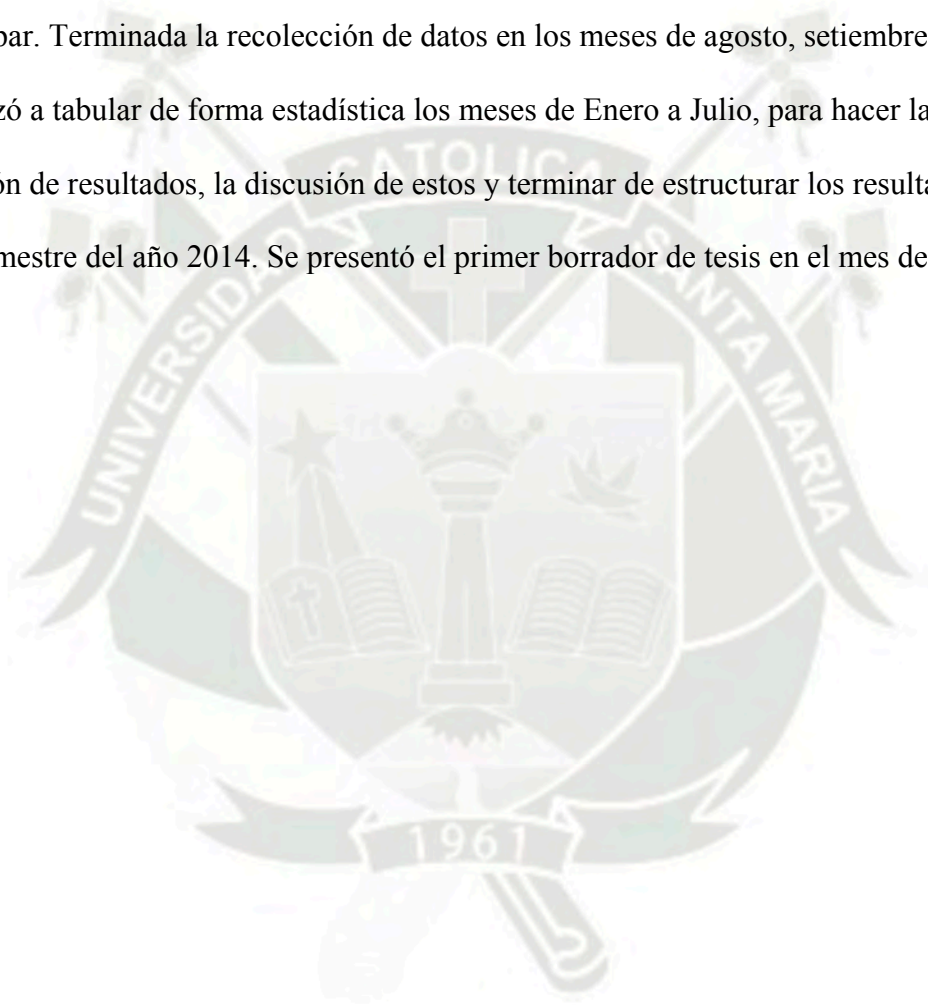 par. Terminada la recolección de datos en los meses de agosto, setiembre
zó a tabular de forma estadística los meses de Enero a Julio, para hacer la
ón de resultados, la discusión de estos y terminar de estructurar los resulta
mestre del año 2014. Se presentó el primer borrador de tesis en el mes de
UNIVERSIDAD CATOLICA SANTA MARIA
1961